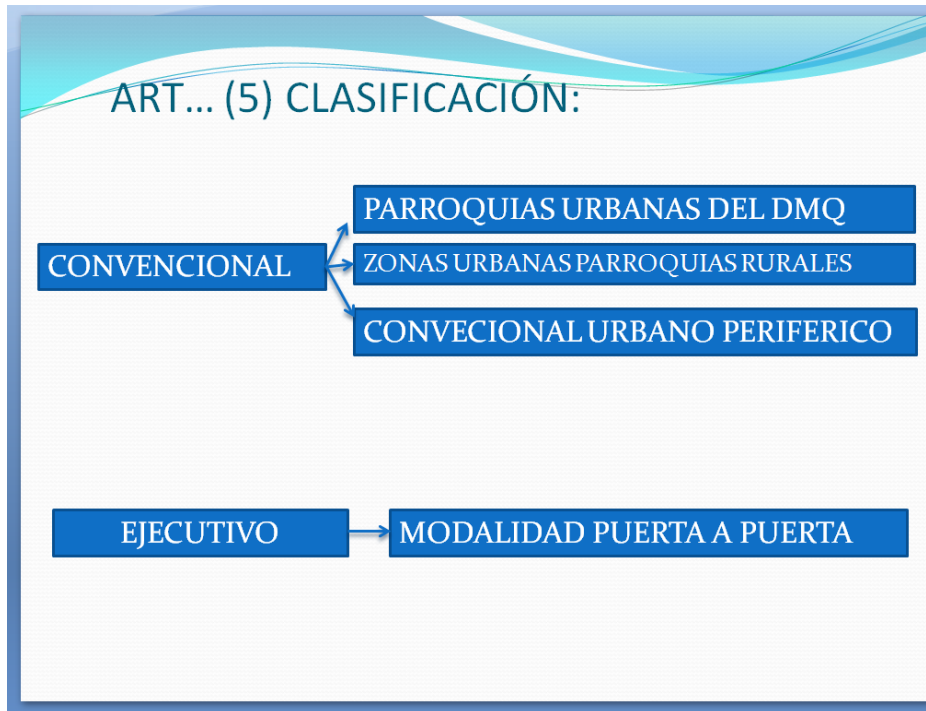 ART... (5) CLASIFICACIÓN:
CONVENCIONAL
PARROQUIAS URBANAS DEL DMQ
ZONAS URBANAS PARROQUIAS RURALES
CONVECIONAL URBANO PERIFERICO
EJECUTIVO
MODALIDAD PUERTA A PUERTA